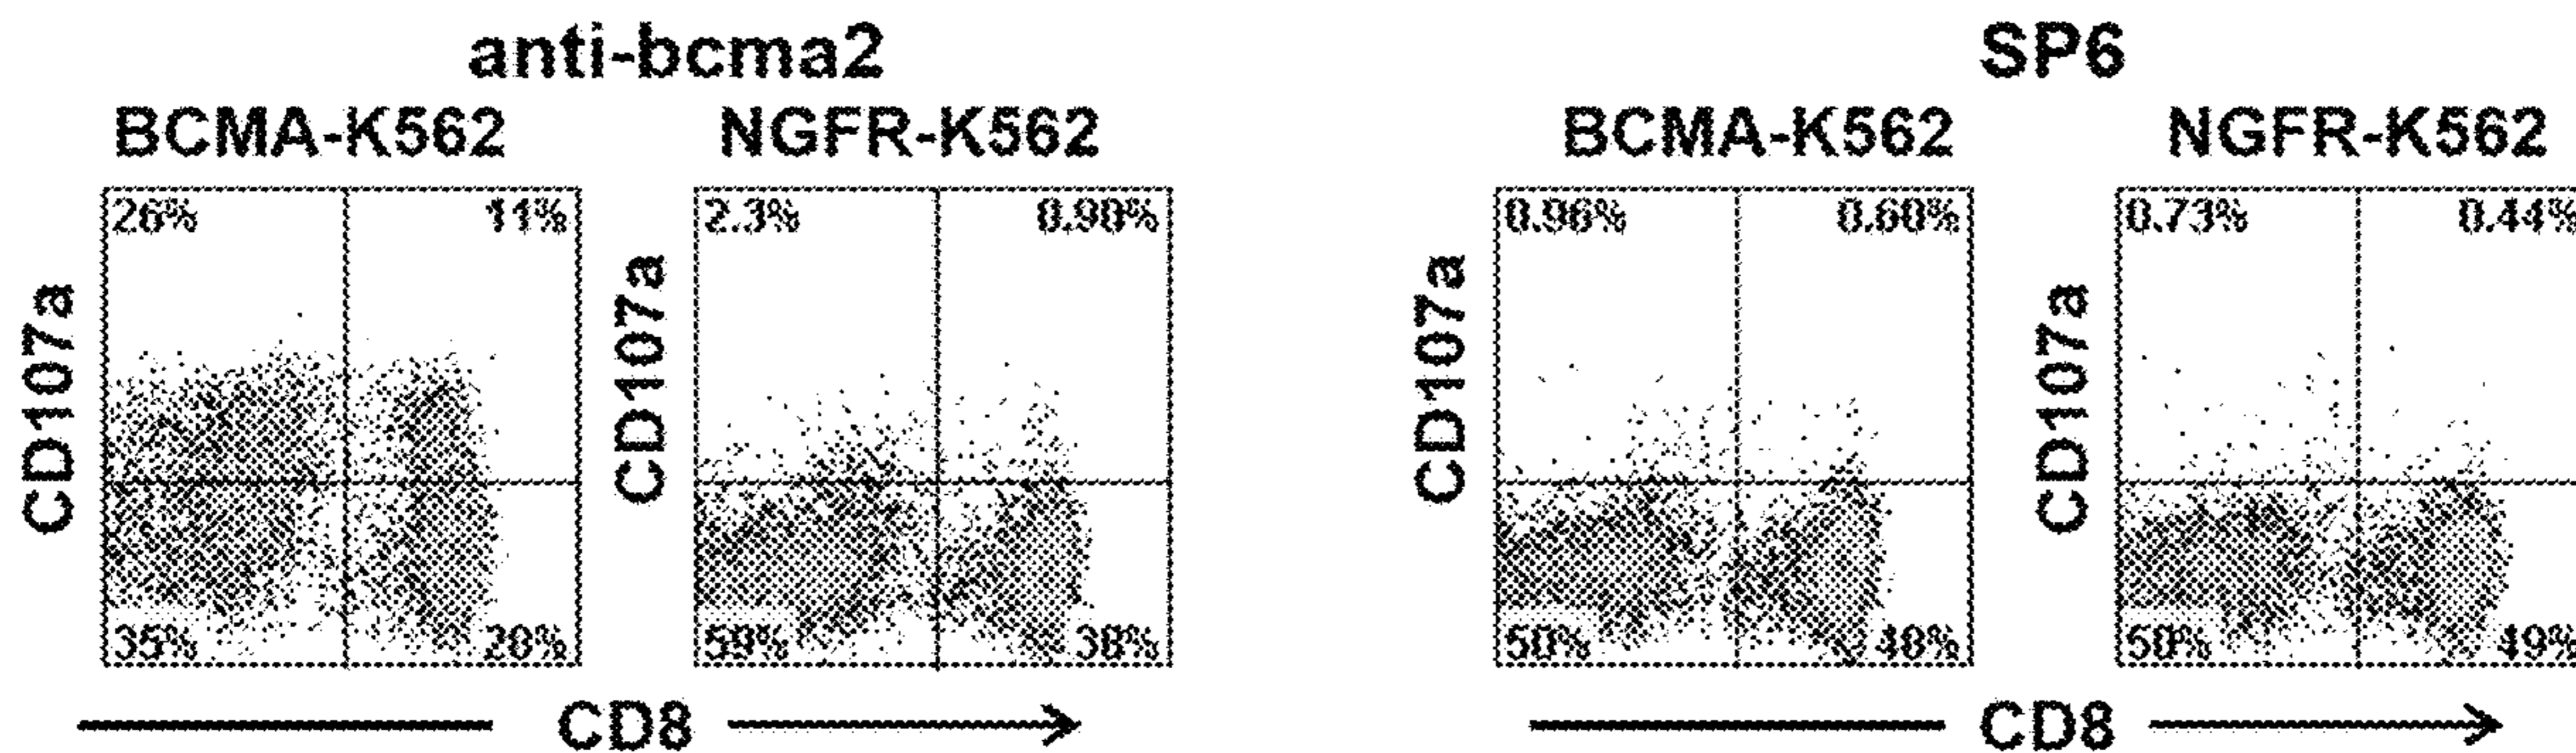 anti-bcma2
SP6
BCMA-K562
NGFR-K562
BCMA-K562
NGFR-K562
26%
11%
2.3%
0.90%
0.96%
0.60%
0.73%
0.44%
CD107a
CD107a
CD107a
CD107a
35%
59%
38%
50%
48%
50%
49%
CD8
CD8